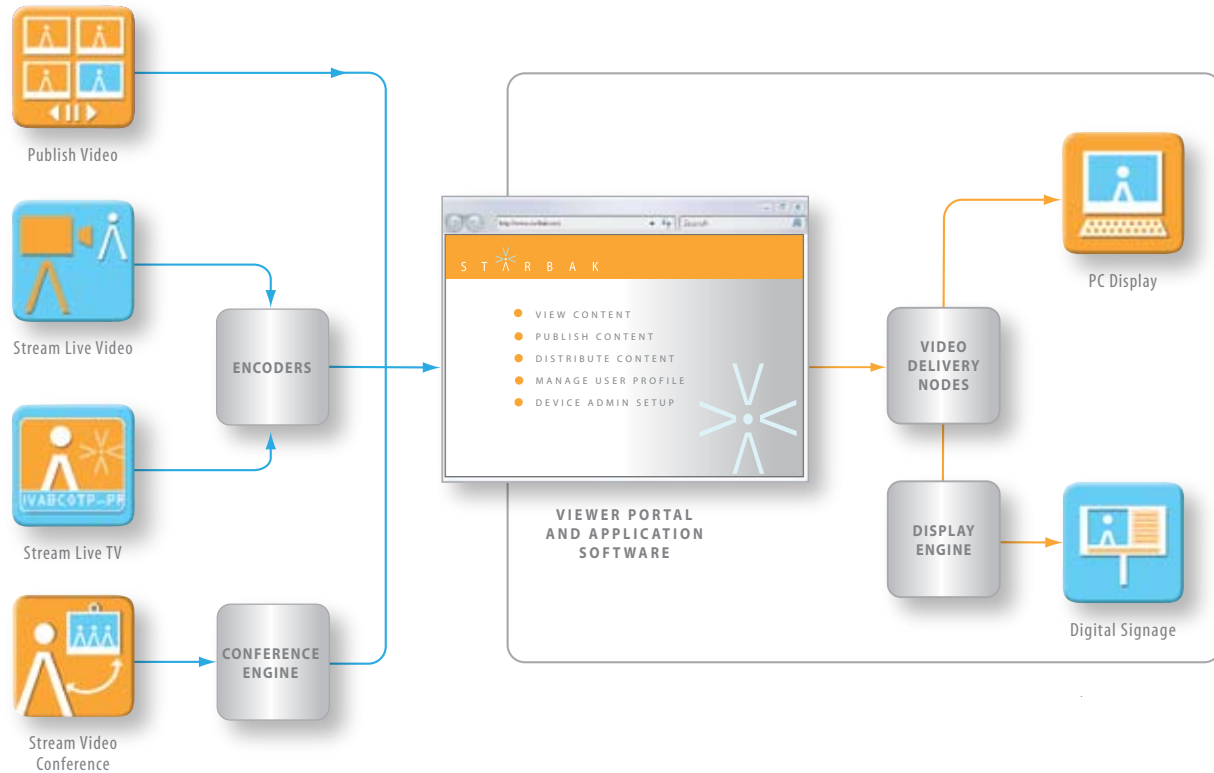 Publish Video
Stream Live Video
ENCODERS
Stream Live TV
CONFERENCE
ENGINE
Stream Video
Conference
Search
STARBAK
VIEW CONTENT
PUBLISH CONTENT
DISTRIBUTE CONTENT
MANAGE USER PROFILE
DEVICE ADMIN SETUP
VIEWER PORTAL
AND APPLICATION
SOFTWARE
VIDEO
DELIVERY
NODES
PC Display
DISPLAY
ENGINE
Digital Signage